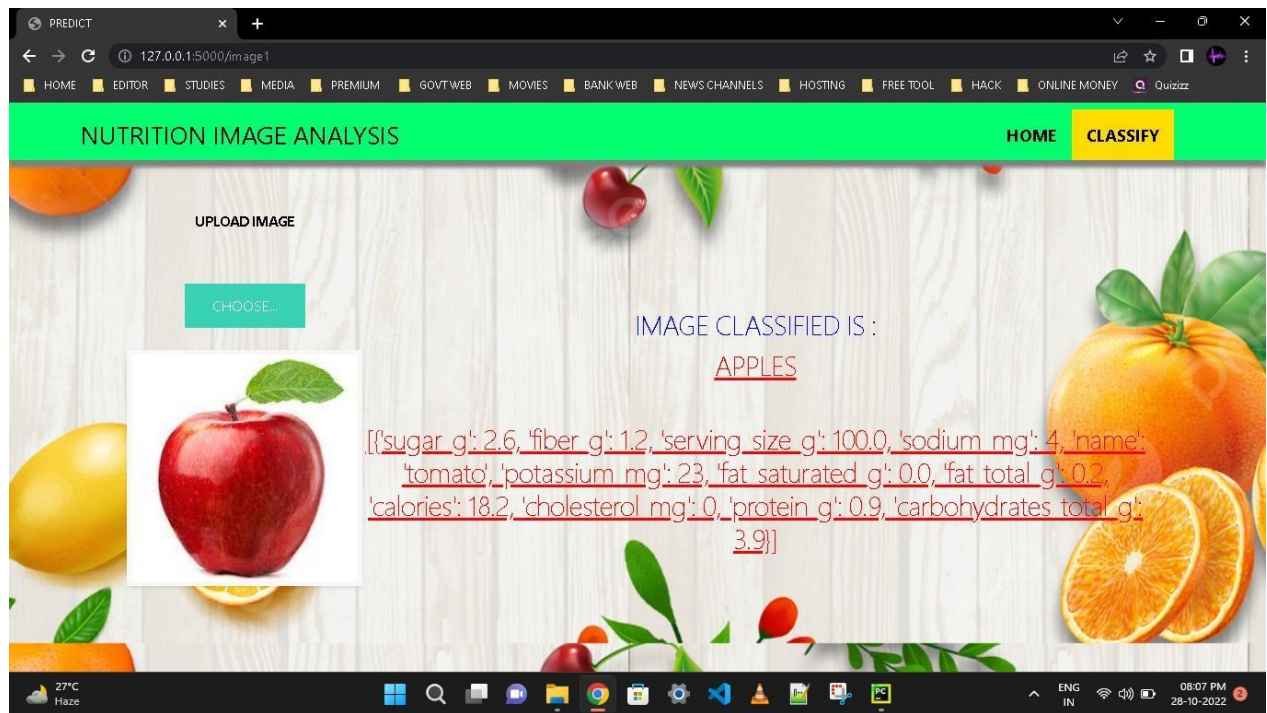 PREDICT
127.0.0.1:5000/image1
HOME EDITOR STUDIES MEDIA PREMIUM GOVT WEB MOVIES BANK WEB NEWS CHANNELS HOSTING FREE TOOL HACK ONLINE MONEY Quizizz
NUTRITION IMAGE ANALYSIS HOME CLASSIFY
UPLOAD IMAGE
CHOOSE...
IMAGE CLASSIFIED IS :
APPLES
[{'sugar_g': 2.6, 'fiber_g': 1.2, 'serving_size_g': 100.0, 'sodium_mg': 4, 'name':
'tomato', 'potassium_mg': 23, 'fat_saturated_g': 0.0, 'fat_total_g': 0.2,
'calories': 18.2, 'cholesterol_mg': 0, 'protein_g': 0.9, 'carbohydrates_total_g':
3.9}]
27°C
Haze
ENG
IN
08:07 PM
28-10-2022
2